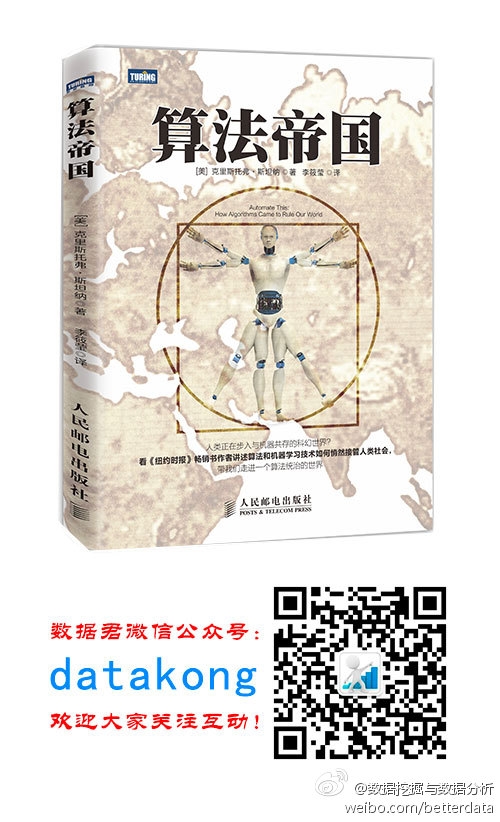 TURING
算法帝国
[美] 克里斯托弗·斯坦纳 著 李筱莹 译
Automate This:
How Algorithms Came to Rule Our World
人类正在步入与机器共存的科幻世界?
看《纽约时报》畅销书作者讲述算法和机器学习技术如何悄然接管人类社会,
带我们走进一个算法统治的世界
人民邮电出版社
POSTS & TELECOM PRESS
TURING
算法帝国
[美] 克里斯托弗·斯坦纳 著
李筱莹 译
人民邮电出版社
数据君微信公众号:
datakong
欢迎大家关注互动!
@数据挖掘与数据分析
weibo.com/betterdata